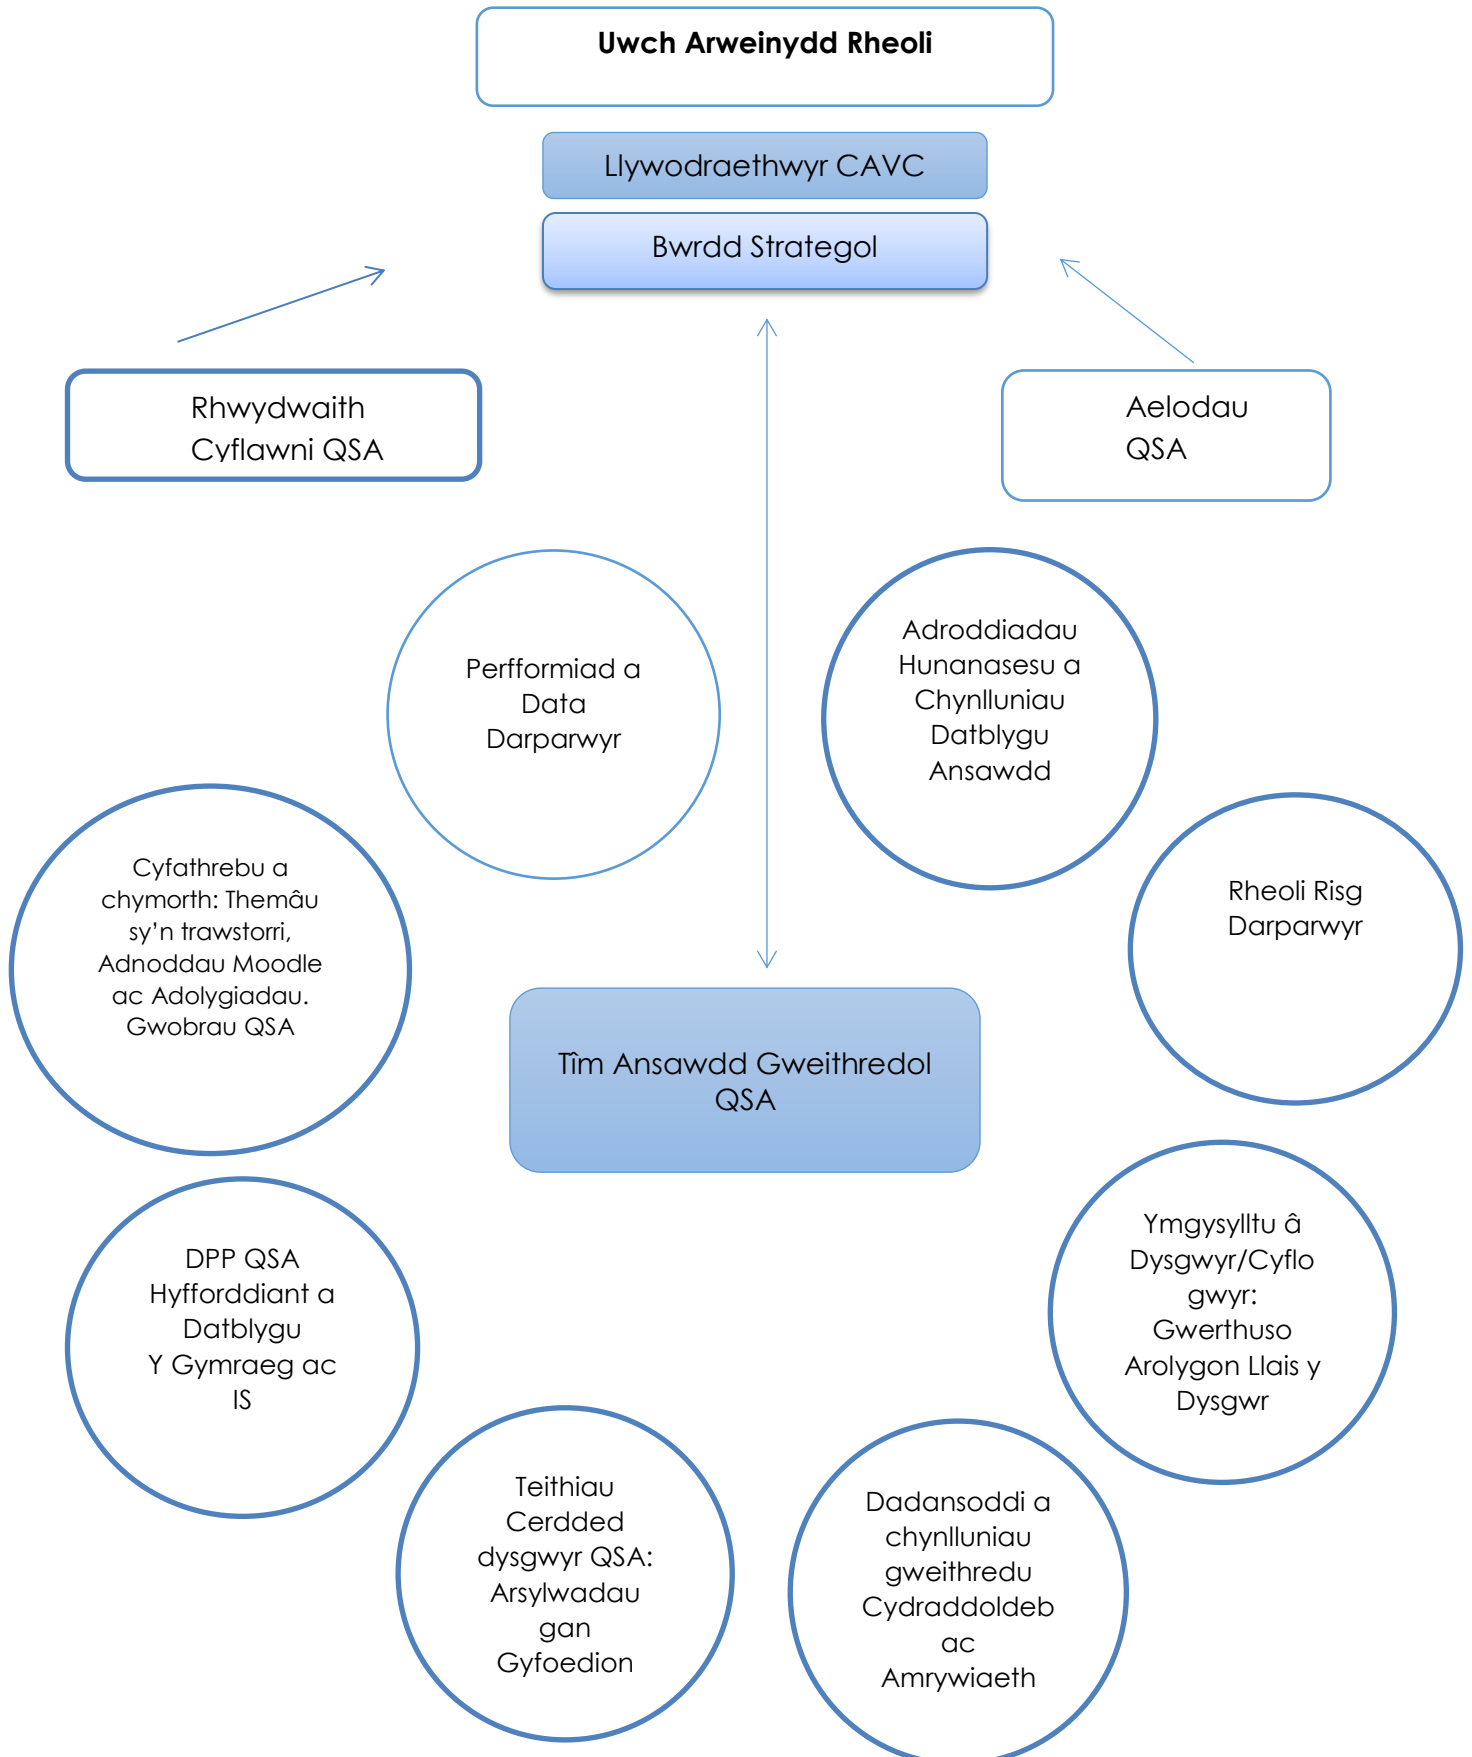 Uwch Arweinydd Rheoli
Llywodraethwyr CAVC
Bwrdd Strategol
Rhwydwaith
Cyflawni QSA
Aelodau
QSA
Perfformiad a
Data
Darparwyr
Adroddiadau
Hunanasesu a
Chynlluniau
Datblygu
Ansawdd
Cyfathrebu a
chymorth: Themâu
sy’n trawstorri,
Adnoddau Moodle
ac Adolygiadau.
Gwobrau QSA
Rheoli Risg
Darparwyr
Tîm Ansawdd Gweithredol
QSA
DPP QSA
Hyfforddiant a
Datblygu
Y Gymraeg ac
IS
Ymgysylltu â
Dysgwyr/Cyflo
gwyr:
Gwerthuso
Arolygon Llais y
Dysgwr
Teithiau
Cerdded
dysgwyr QSA:
Arsylwadau
gan
Gyfoedion
Dadansoddi a
chynlluniau
gweithredu
Cydraddoldeb
ac
Amrywiaeth